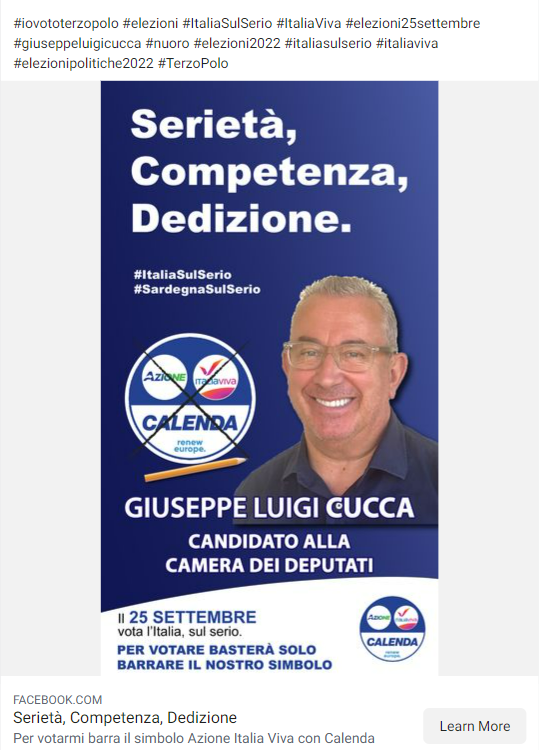 #iovototerzopolo #elezioni #ItaliaSulSerio #ItaliaViva #elezioni25settembre
#giuseppeluigicucca #nuoro #elezioni2022 #italiasulserio #italiaviva
#elezionipolitiche2022 #TerzoPolo
Serietà,
Competenza,
Dedizione.
#ItaliaSulSerio
#SardegnaSulSerio
AZIONE
ITALIAVIVA
CALENDA
renew
europe.
GIUSEPPE LUIGI CUCCA
CANDIDATO ALLA
CAMERA DEI DEPUTATI
Il 25 SETTEMBRE
vota l'Italia, sul serio.
PER VOTARE BASTERÀ SOLO
BARRARE IL NOSTRO SIMBOLO
AZIONE
ITALIAVIVA
CALENDA
renew
europe.
FACEBOOK.COM
Serietà, Competenza, Dedizione
Per votarmi barra il simbolo Azione Italia Viva con Calenda
Learn More